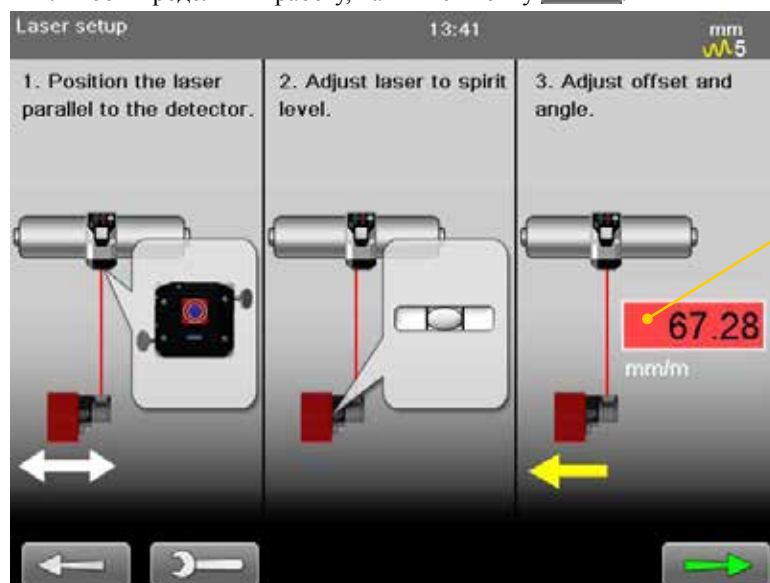 работу,
Laser setup 13:41 mm
5
1. Position the laser
parallel to the detector.
2. Adjust laser to spirit
level.
3. Adjust offset and
angle.
67.28
mm/m